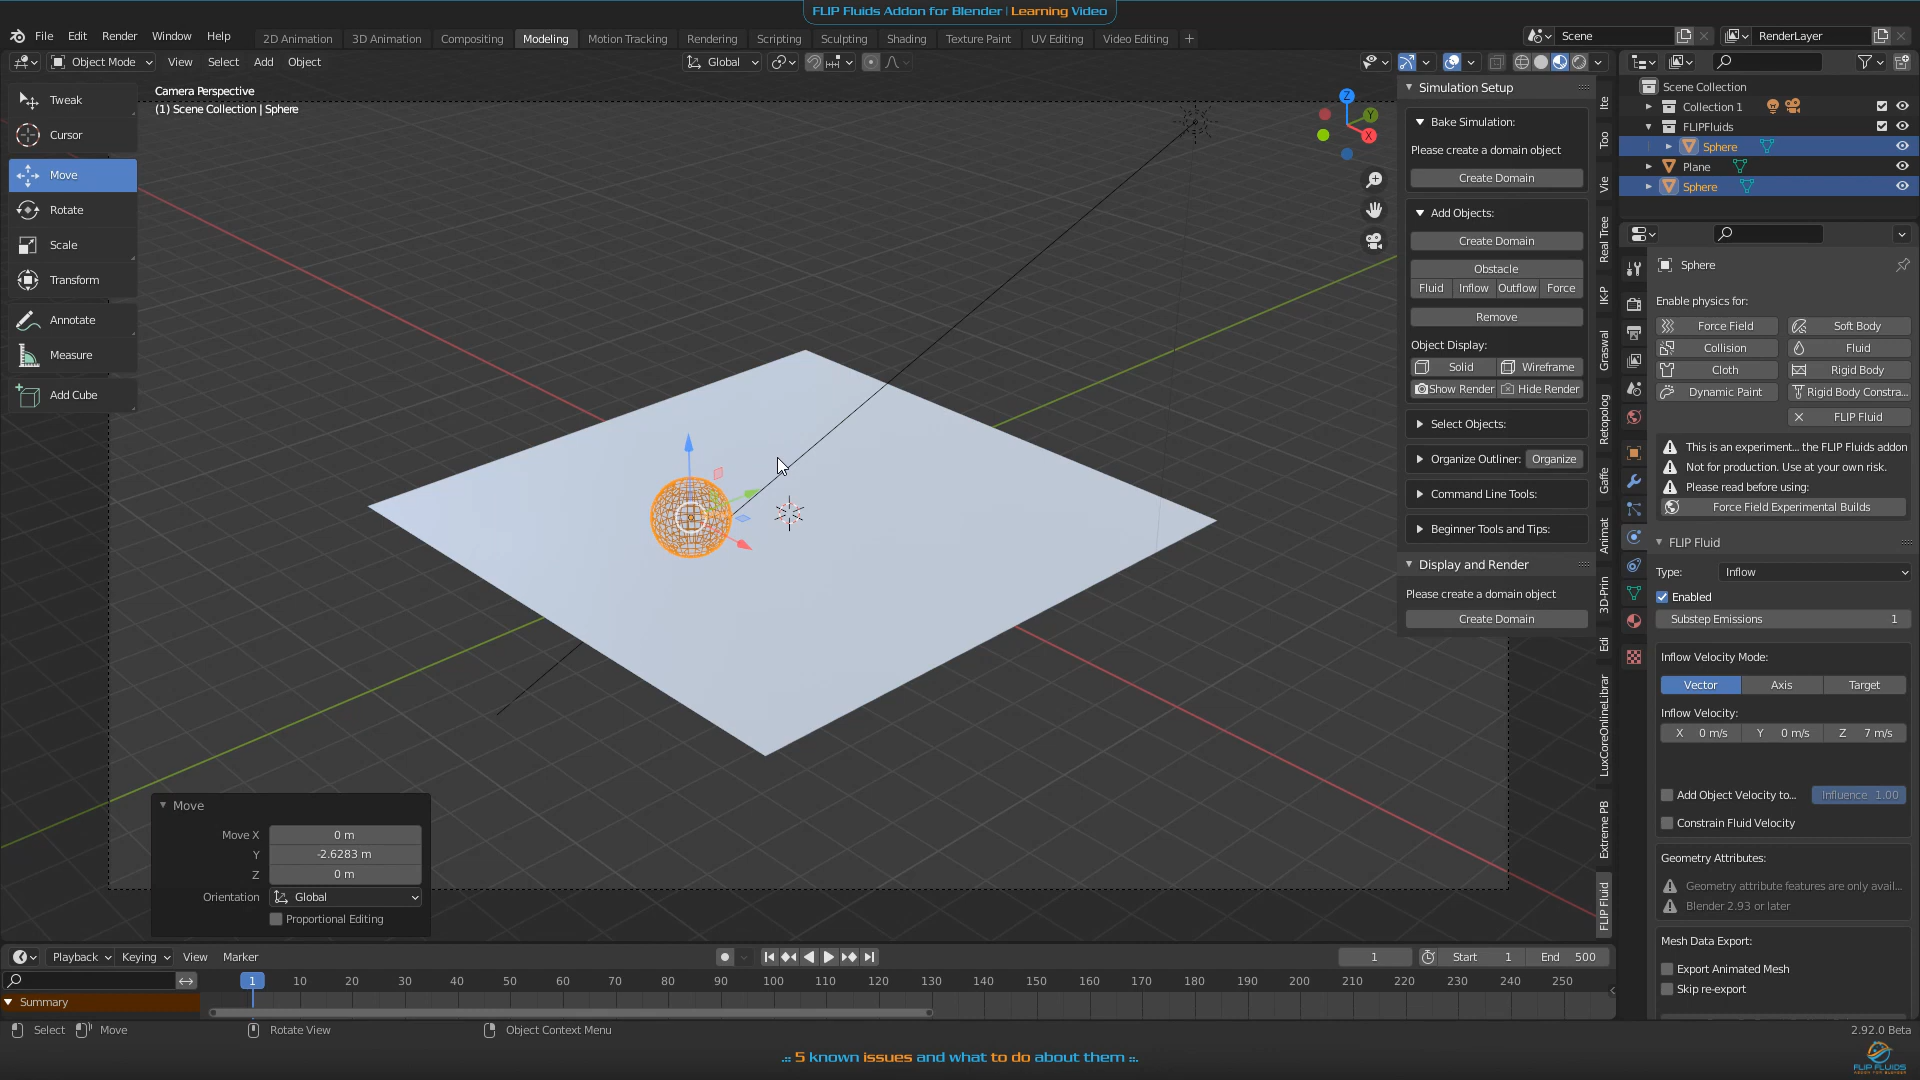 FLIP Fluids Addon for Blender | Learning Video
File Edit Render Window Help
2D Animation 3D Animation Compositing Modeling Motion Tracking Rendering Scripting Sculpting Shading Texture Paint UV Editing Video Editing +
Scene RenderLayer
Object Mode View Select Add Object
Global
Tweak
Cursor
Move
Rotate
Scale
Transform
Annotate
Measure
Add Cube
Camera Perspective
(1) Scene Collection | Sphere
Z
Y
X
Simulation Setup
Bake Simulation:
Please create a domain object
Create Domain
Add Objects:
Create Domain
Obstacle
Fluid Inflow Outflow Force
Remove
Object Display:
Solid Wireframe
Show Render Hide Render
Select Objects:
Organize Outliner: Organize
Command Line Tools:
Beginner Tools and Tips:
Display and Render
Please create a domain object
Create Domain
Ite
Too
Vie
Real Tree
IK-P
Graswal
Retopolog
Gaffe
Animat
3D-Prin
Edi
LuxCoreOnlineLibrar
Extreme PB
FLIP Fluid
Scene Collection
Collection 1
FLIPFluids
Sphere
Plane
Sphere
Sphere
Enable physics for:
Force Field Soft Body
Collision Fluid
Cloth Rigid Body
Dynamic Paint Rigid Body Constra...
FLIP Fluid
This is an experiment... the FLIP Fluids addon
Not for production. Use at your own risk.
Please read before using:
Force Field Experimental Builds
FLIP Fluid
Type: Inflow
Enabled
Substep Emissions 1
Inflow Velocity Mode:
Vector Axis Target
Inflow Velocity:
X 0 m/s Y 0 m/s Z 7 m/s
Add Object Velocity to... Influence 1.00
Constrain Fluid Velocity
Geometry Attributes:
Geometry attribute features are only avail...
Blender 2.93 or later
Mesh Data Export:
Export Animated Mesh
Skip re-export
Move
Move X 0 m
Y -2.6283 m
Z 0 m
Orientation Global
Proportional Editing
Playback Keying View Marker
1 Start 1 End 500
1 10 20 30 40 50 60 70 80 90 100 110 120 130 140 150 160 170 180 190 200 210 220 230 240 250
Summary
Select Move Rotate View Object Context Menu
2.92.0 Beta
.:: 5 known issues and what to do about them ::.
FLIP FLUIDS